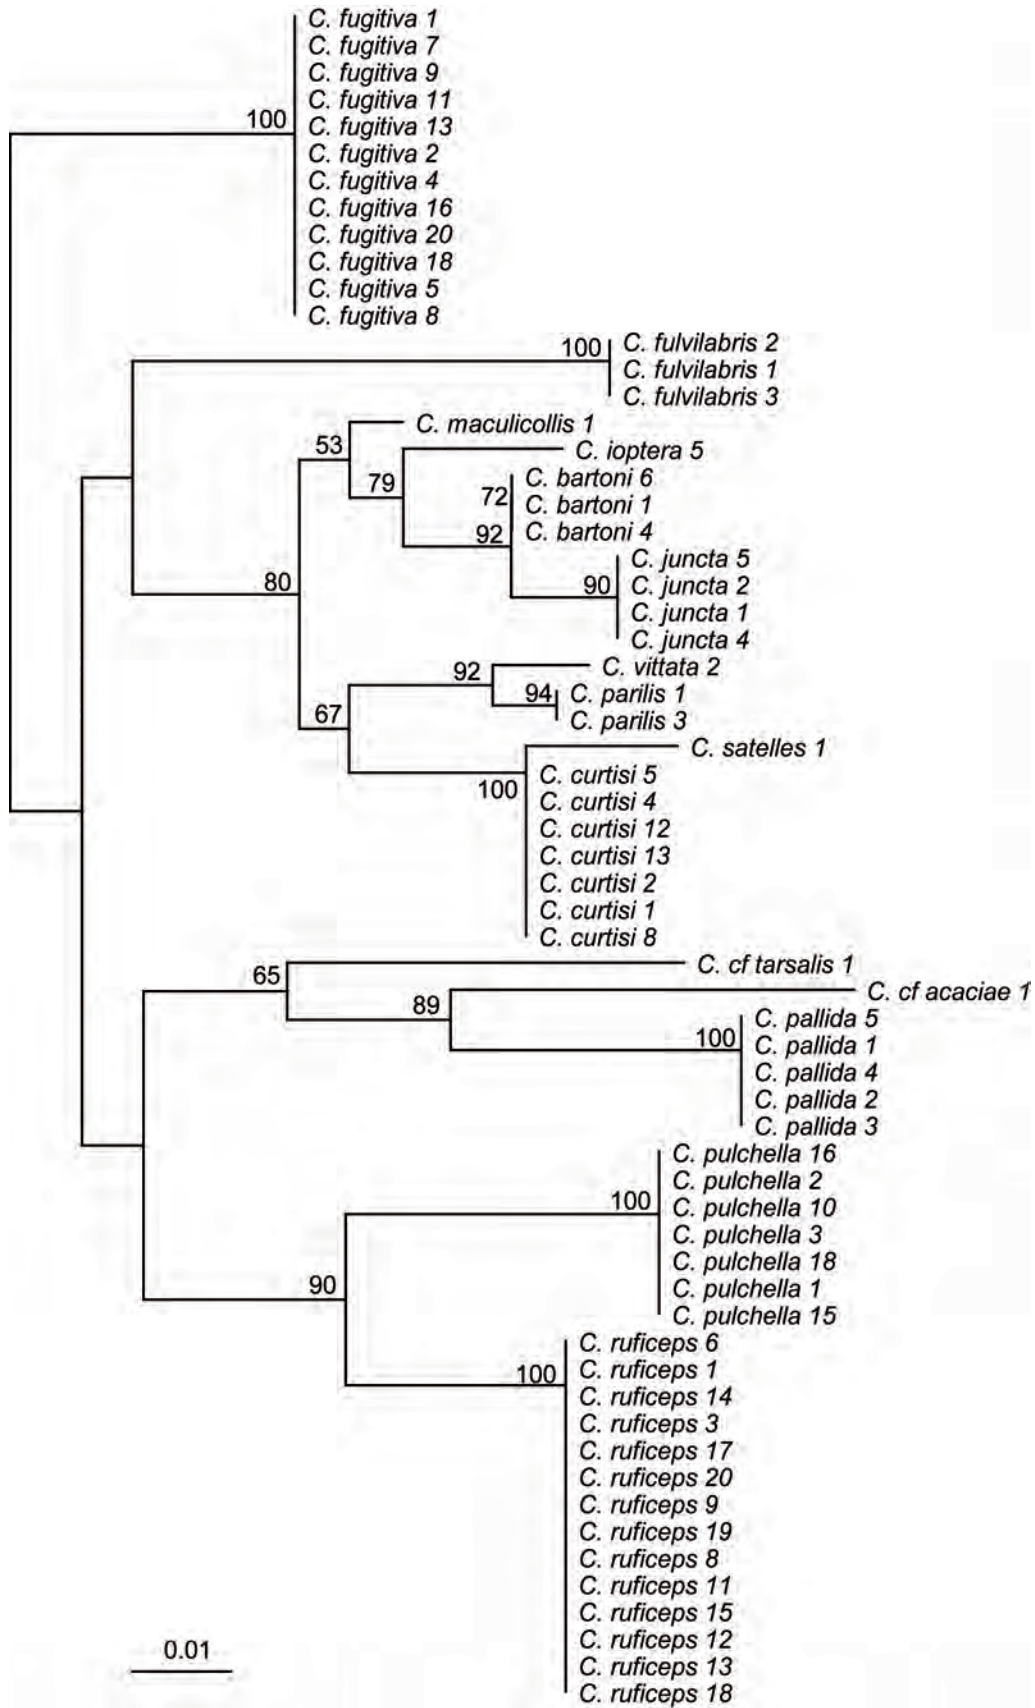 C. fugitiva 1
C. fugitiva 7
C. fugitiva 9
C. fugitiva 11
100
C. fugitiva 13
C. fugitiva 2
C. fugitiva 4
C. fugitiva 16
C. fugitiva 20
C. fugitiva 18
C. fugitiva 5
C. fugitiva 8
100
C. fulvilabris 2
C. fulvilabris 1
C. fulvilabris 3
C. maculicollis 1
53
C. ioptera 5
79
C. bartoni 6
72
C. bartoni 1
92
C. bartoni 4
C. juncta 5
80
90
C. juncta 2
C. juncta 1
C. juncta 4
92
C. vittata 2
94
C. parilis 1
67
C. parilis 3
C. satelles 1
C. curtisi 5
100
C. curtisi 4
C. curtisi 12
C. curtisi 13
C. curtisi 2
C. curtisi 1
C. curtisi 8
65
C. cf tarsalis 1
C. cf acaciae 1
89
C. pallida 5
100
C. pallida 1
C. pallida 4
C. pallida 2
C. pallida 3
C. pulchella 16
C. pulchella 2
100
C. pulchella 10
C. pulchella 3
C. pulchella 18
90
C. pulchella 1
C. pulchella 15
C. ruficeps 6
100
C. ruficeps 1
C. ruficeps 14
C. ruficeps 3
C. ruficeps 17
C. ruficeps 20
C. ruficeps 9
C. ruficeps 19
C. ruficeps 8
C. ruficeps 11
C. ruficeps 15
C. ruficeps 12
0.01
C. ruficeps 13
C. ruficeps 18